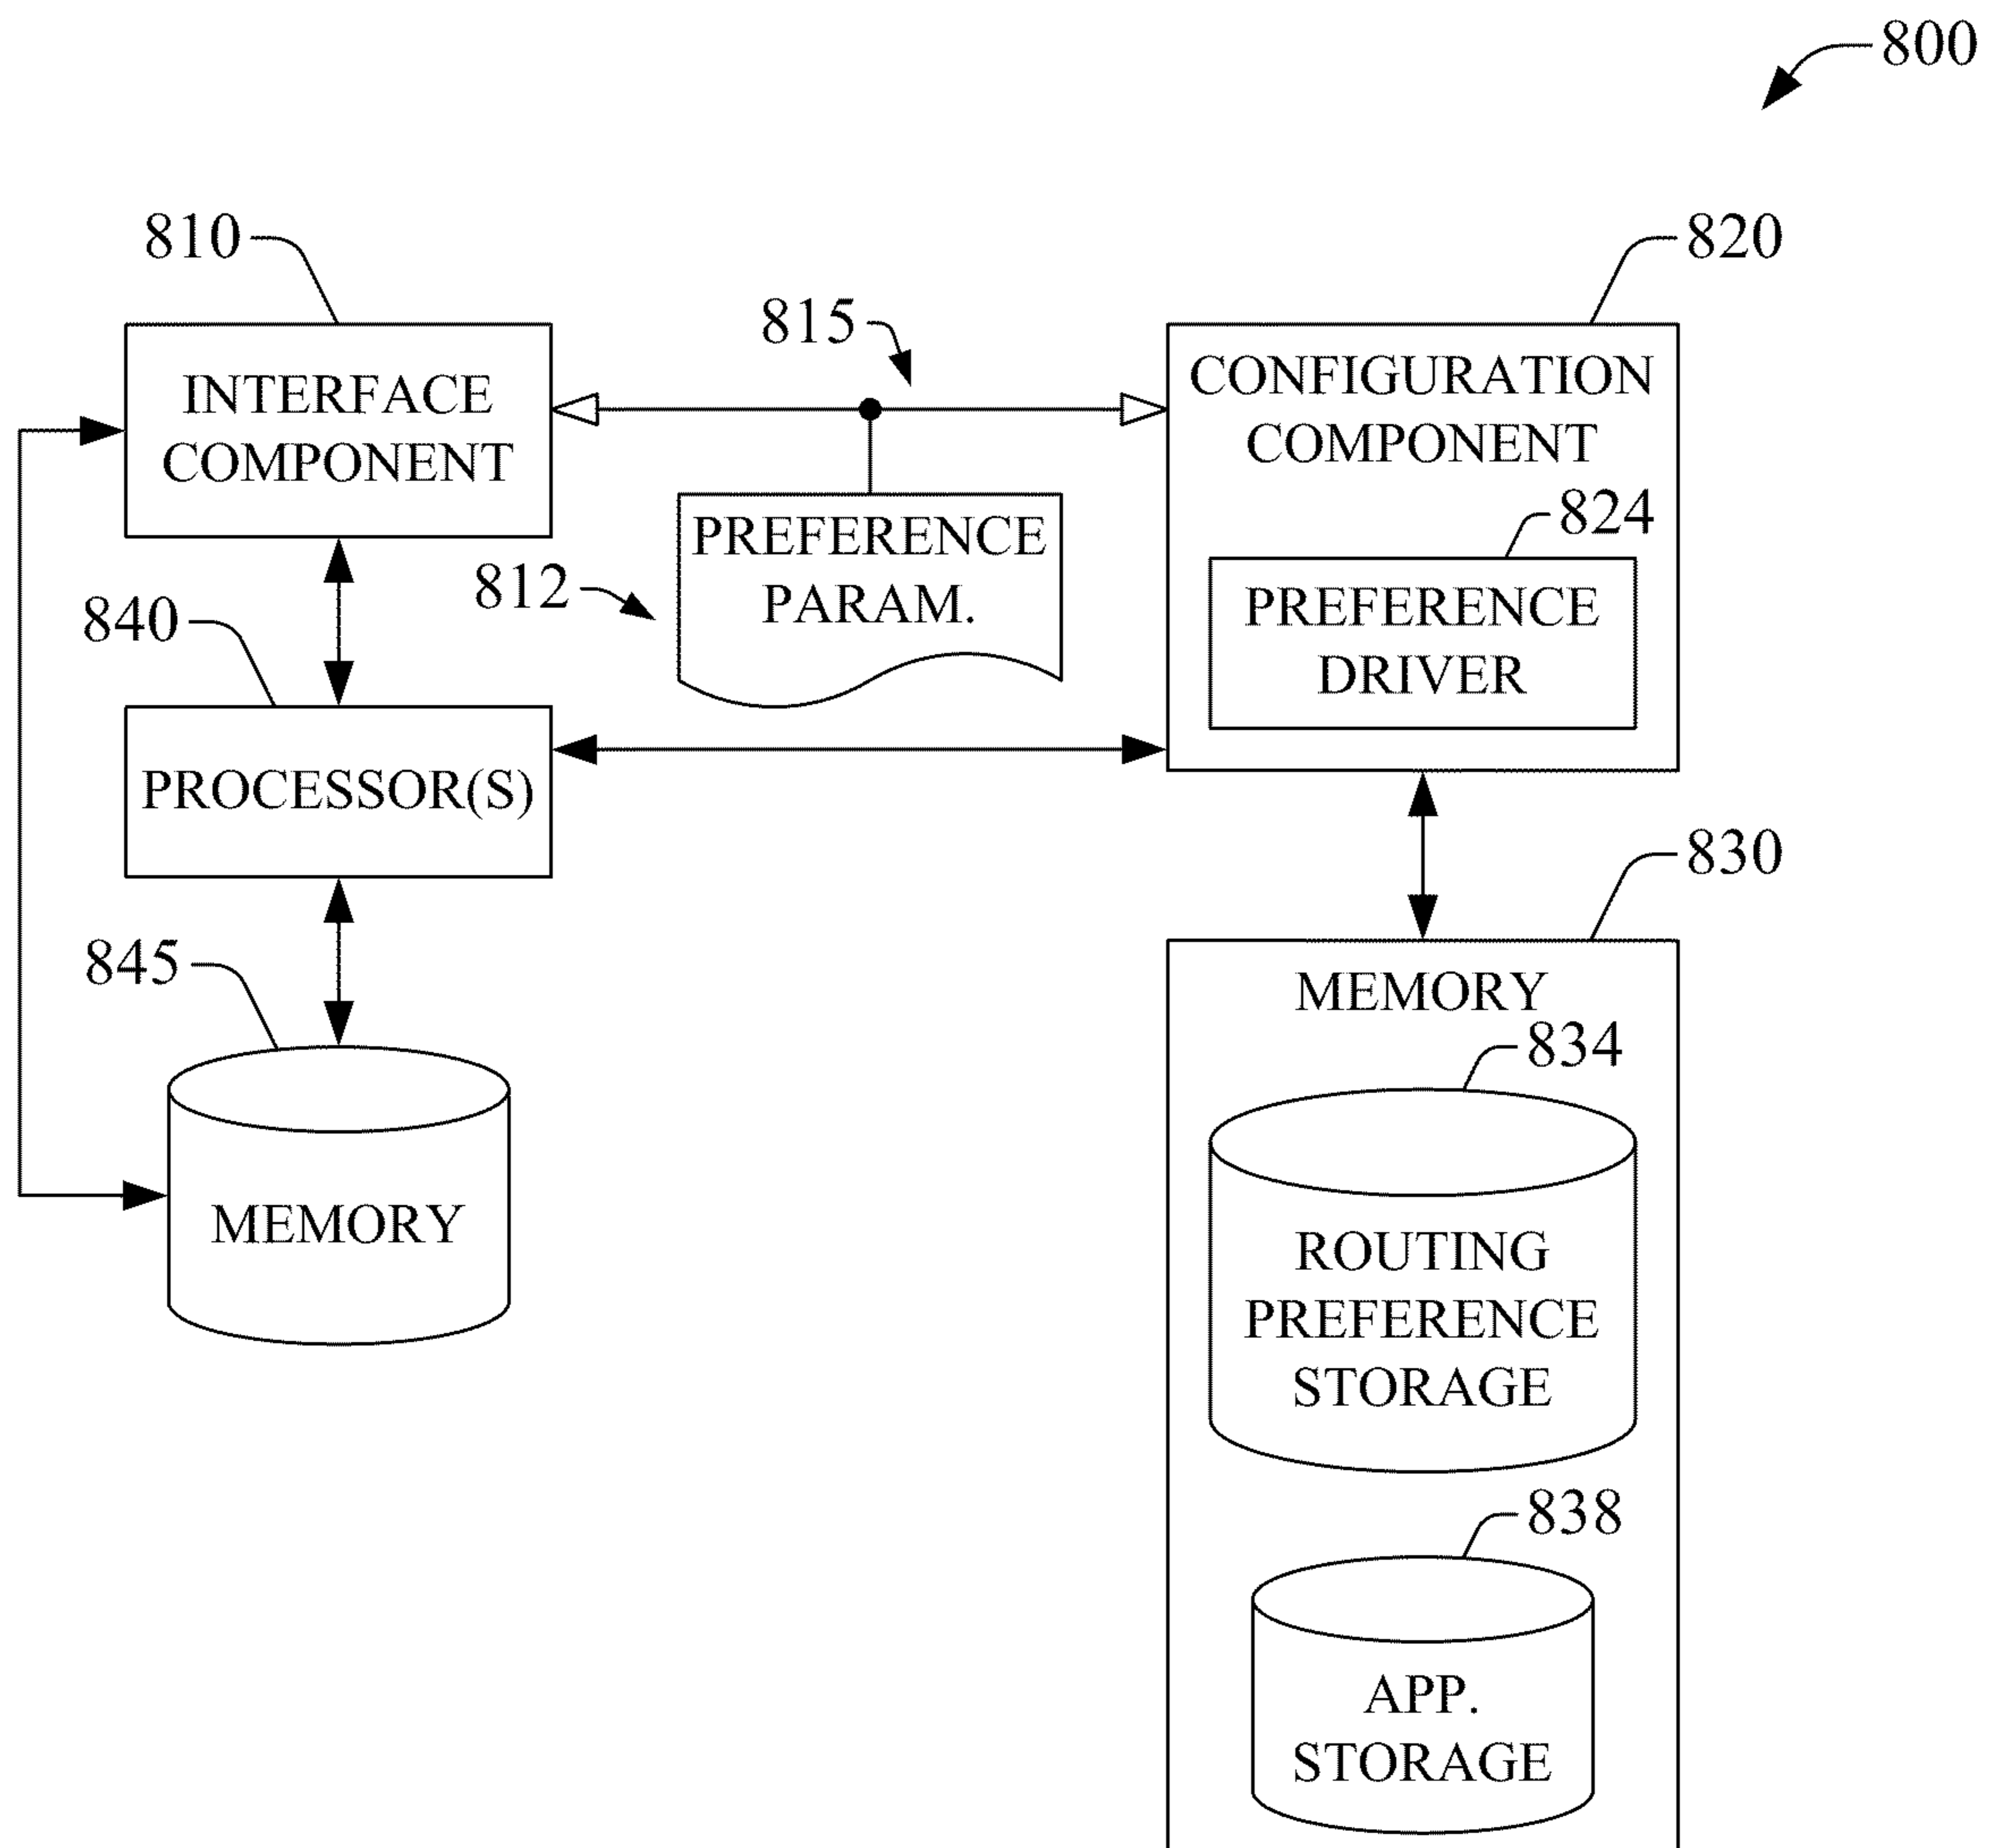 800
810
820
815
INTERFACE
COMPONENT
CONFIGURATION
COMPONENT
824
PREFERENCE
PARAM.
812
PREFERENCE
DRIVER
840
PROCESSOR(S)
830
845
MEMORY
834
MEMORY
ROUTING
PREFERENCE
STORAGE
838
APP.
STORAGE